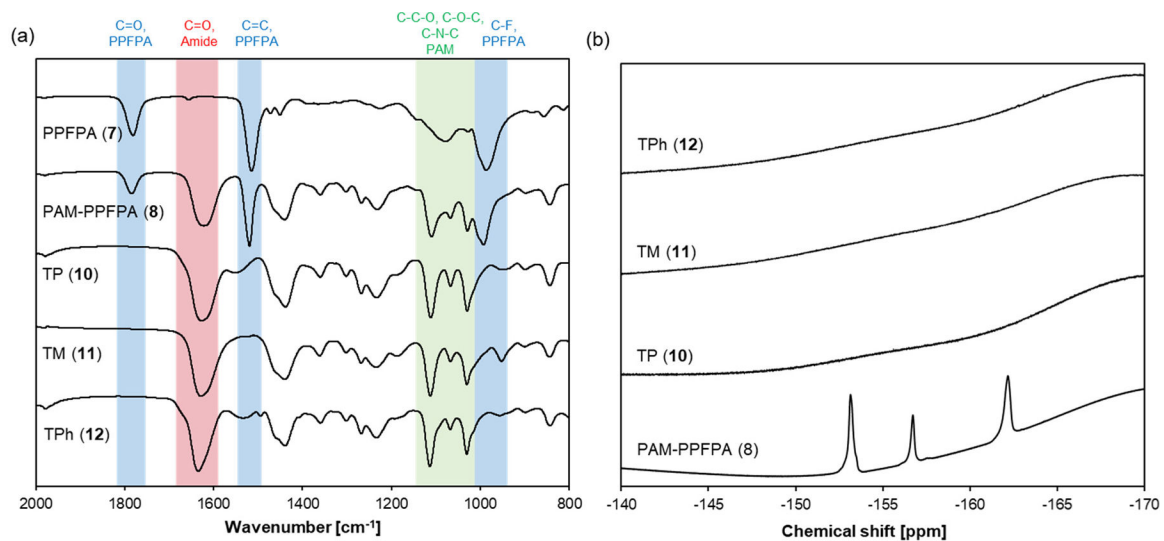 (a)
C=O,
PPFPA
C=O,
Amide
C=C,
PPFPA
C-C-O, C-O-C,
C-N-C
PAM
C-F,
PPFPA
PPFPA (7)
PAM-PPFPA (8)
TP (10)
TM (11)
TPh (12)
2000 1800 1600 1400 1200 1000 800
Wavenumber [cm-1]
(b)
TPh (12)
TM (11)
TP (10)
PAM-PPFPA (8)
-140 -145 -150 -155 -160 -165 -170
Chemical shift [ppm]